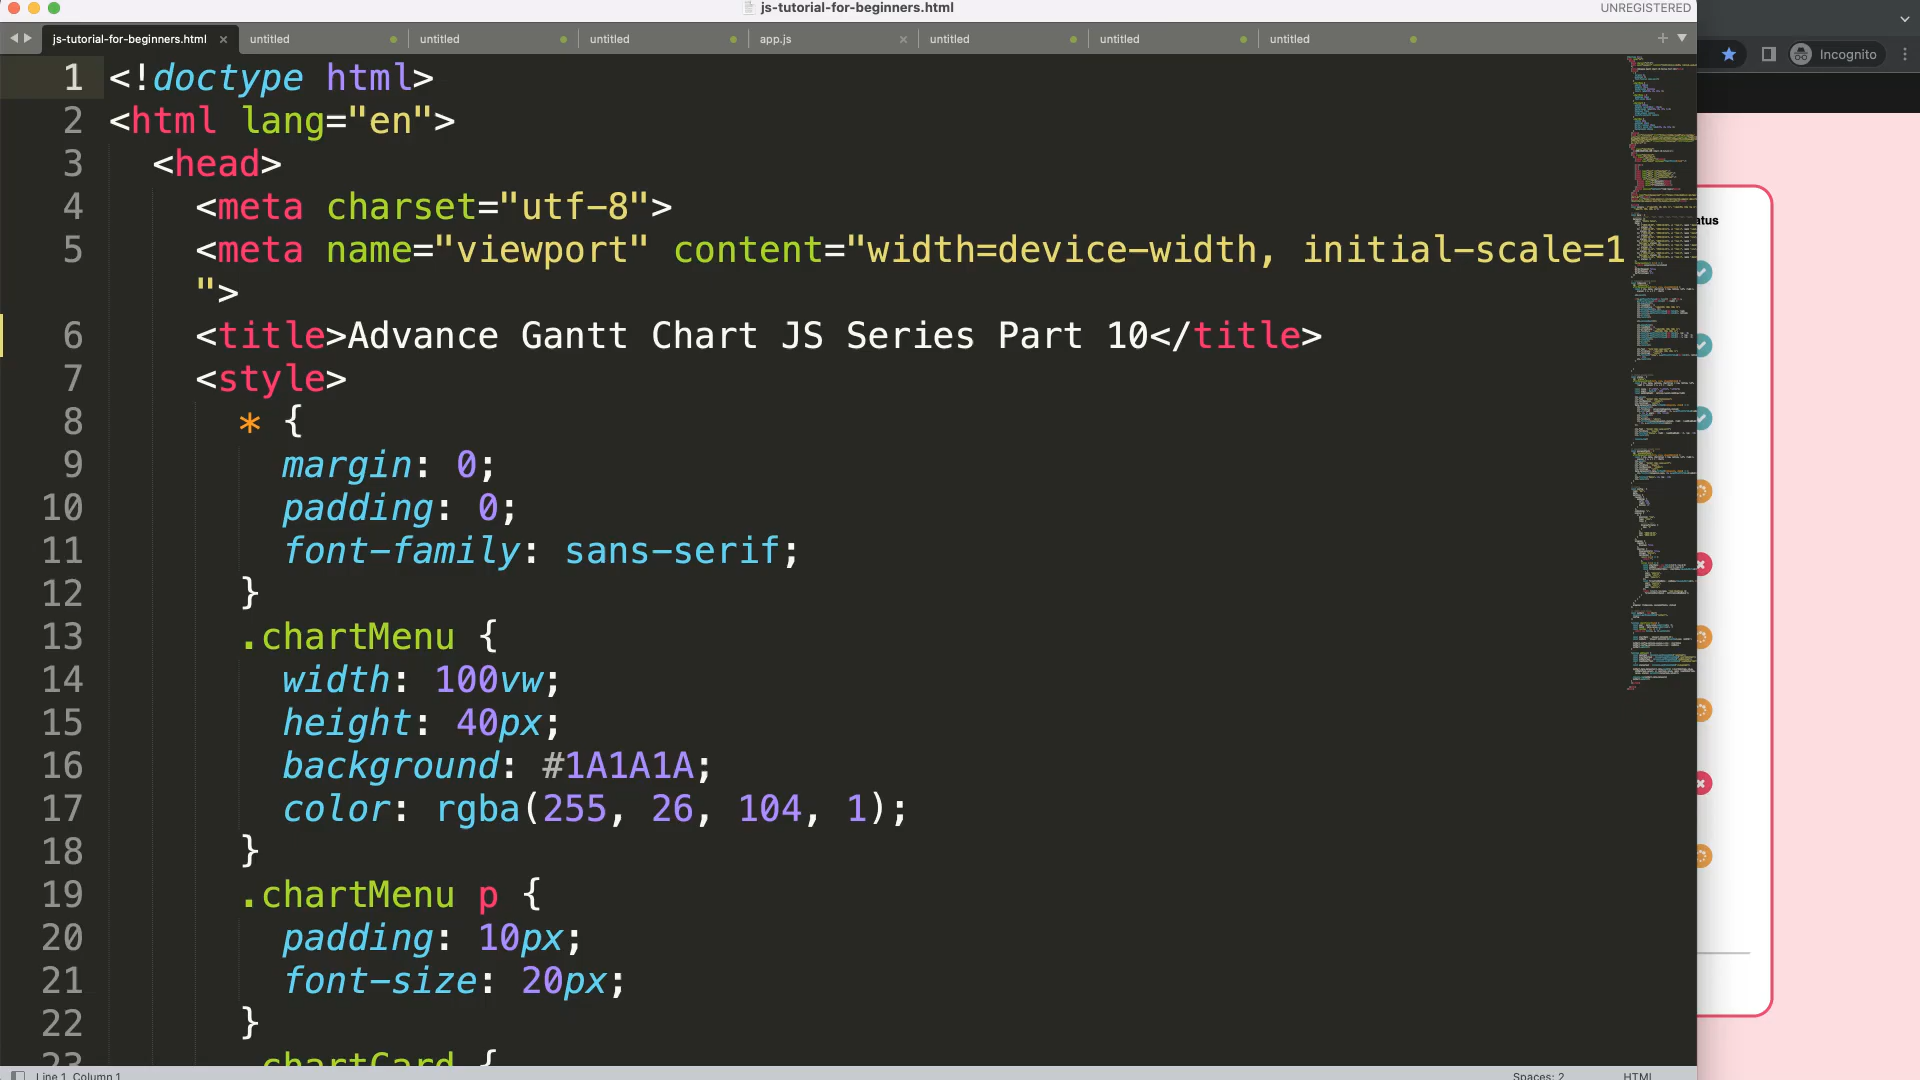 js-tutorial-for-beginners.html
UNREGISTERED
js-tutorial-for-beginners.html × untitled untitled untitled app.js × untitled untitled untitled
Incognito
1 <!doctype html>
2 <html lang="en">
3 <head>
4 <meta charset="utf-8">
5 <meta name="viewport" content="width=device-width, initial-scale=1
">
6 <title>Advance Gantt Chart JS Series Part 10</title>
7 <style>
8 * {
9 margin: 0;
10 padding: 0;
11 font-family: sans-serif;
12 }
13 .chartMenu {
14 width: 100vw;
15 height: 40px;
16 background: #1A1A1A;
17 color: rgba(255, 26, 104, 1);
18 }
19 .chartMenu p {
20 padding: 10px;
21 font-size: 20px;
22 }
23 .chartCard {
atus
Line 1, Column 1
Spaces: 2
HTML